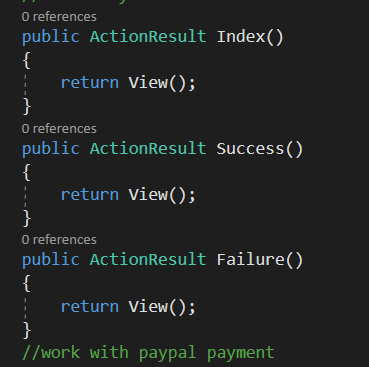 0 references
public ActionResult Index()
{
return View();
}
0 references
public ActionResult Success()
{
return View();
}
0 references
public ActionResult Failure()
{
return View();
}
//work with paypal payment